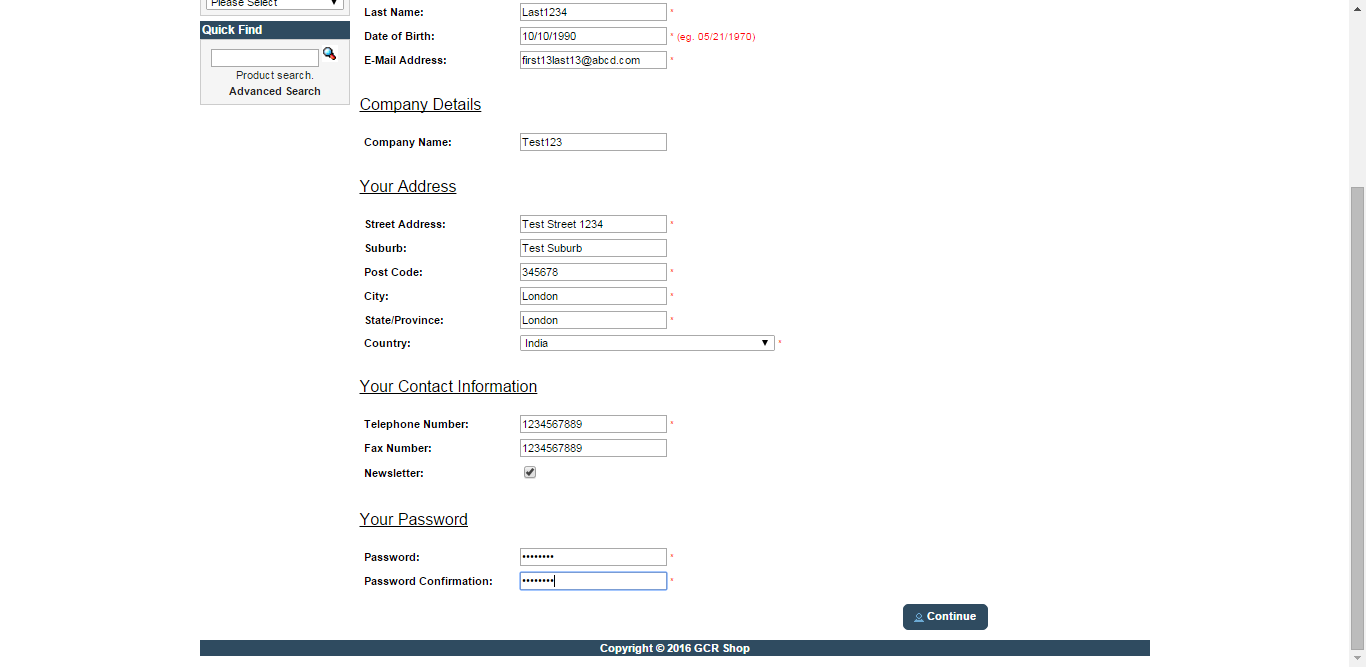 Please Select
Quick Find
Product search.
Advanced Search
Last Name: Last1234 *
Date of Birth: 10/10/1990 * (eg. 05/21/1970)
E-Mail Address: first13last13@abcd.com *
Company Details
Company Name: Test123
Your Address
Street Address: Test Street 1234 *
Suburb: Test Suburb
Post Code: 345678 *
City: London *
State/Province: London *
Country: India *
Your Contact Information
Telephone Number: 1234567889 *
Fax Number: 1234567889
Newsletter:
Your Password
Password: •••••••• *
Password Confirmation: •••••••• *
Continue
Copyright © 2016 GCR Shop